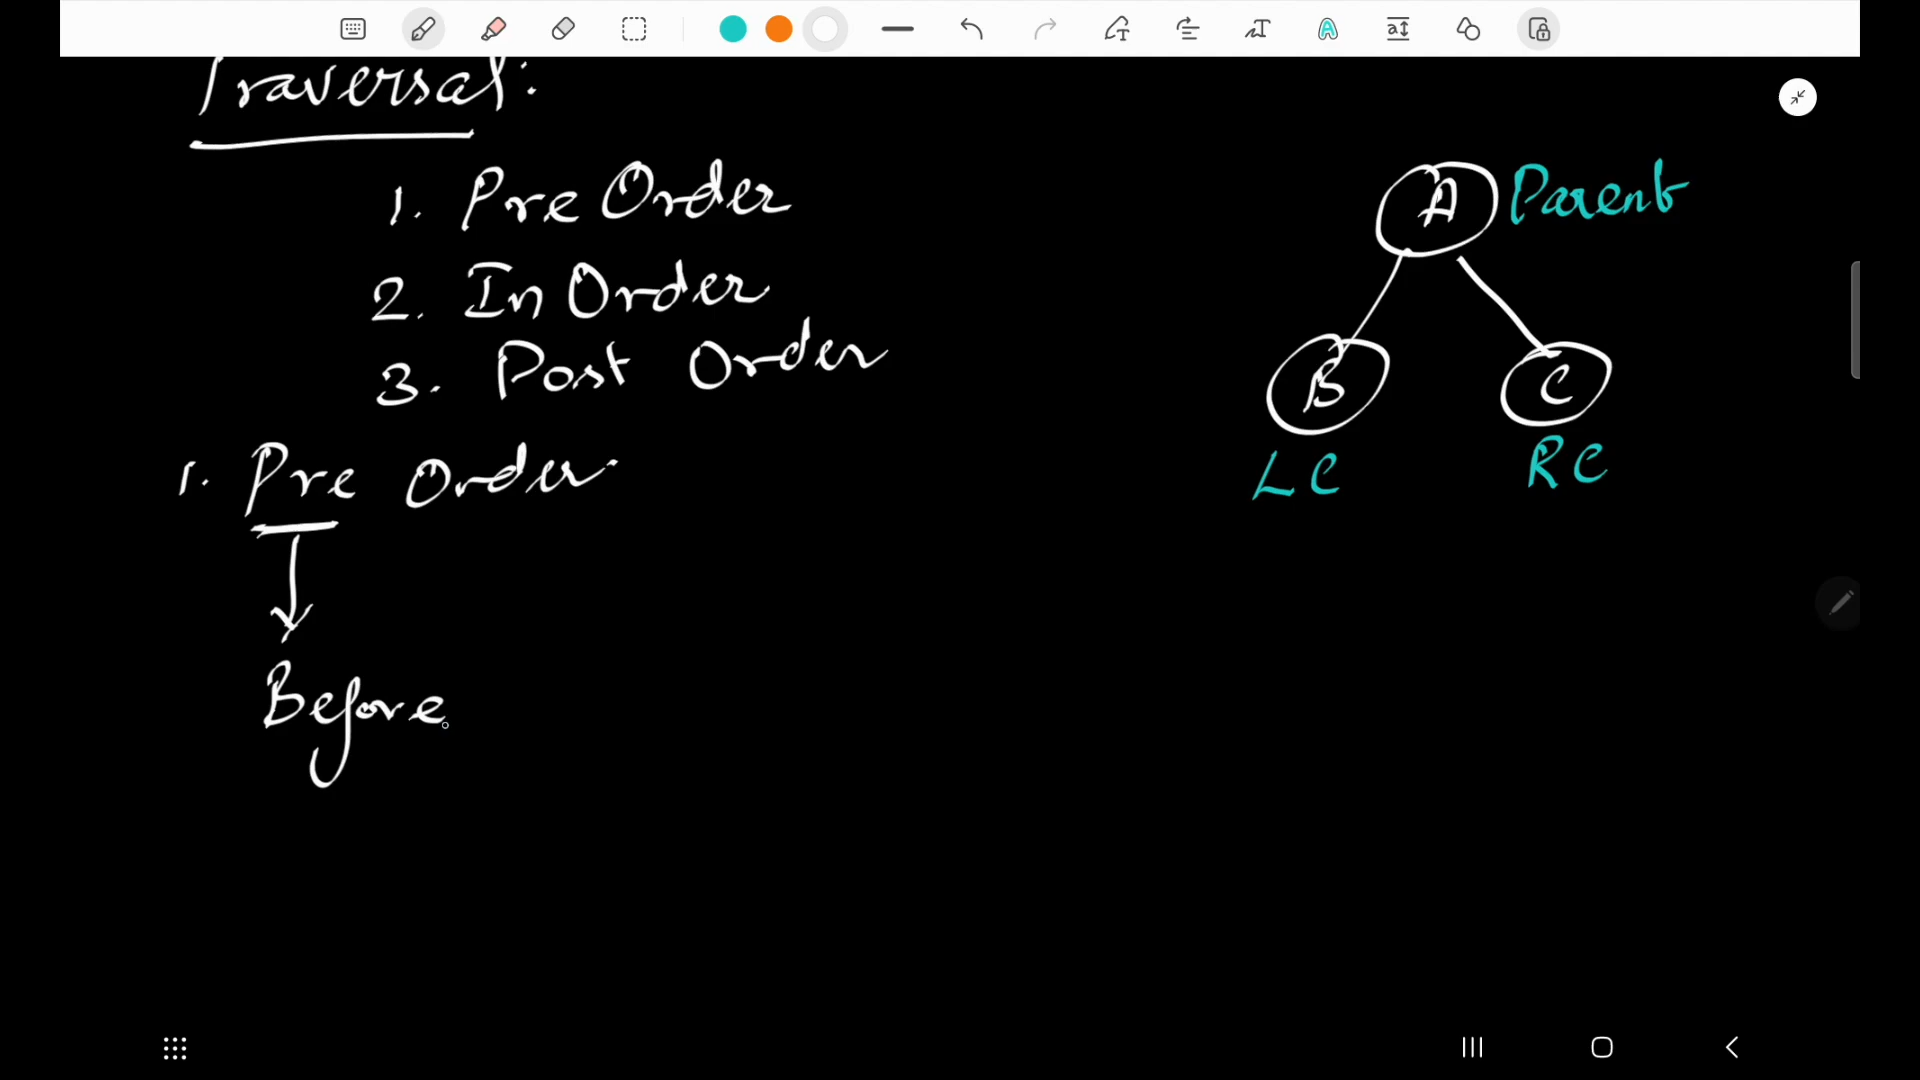 Traversal:
1. Pre Order
2. In Order
3. Post Order
1. Pre Order
Before
A Parent
B C
LC RC